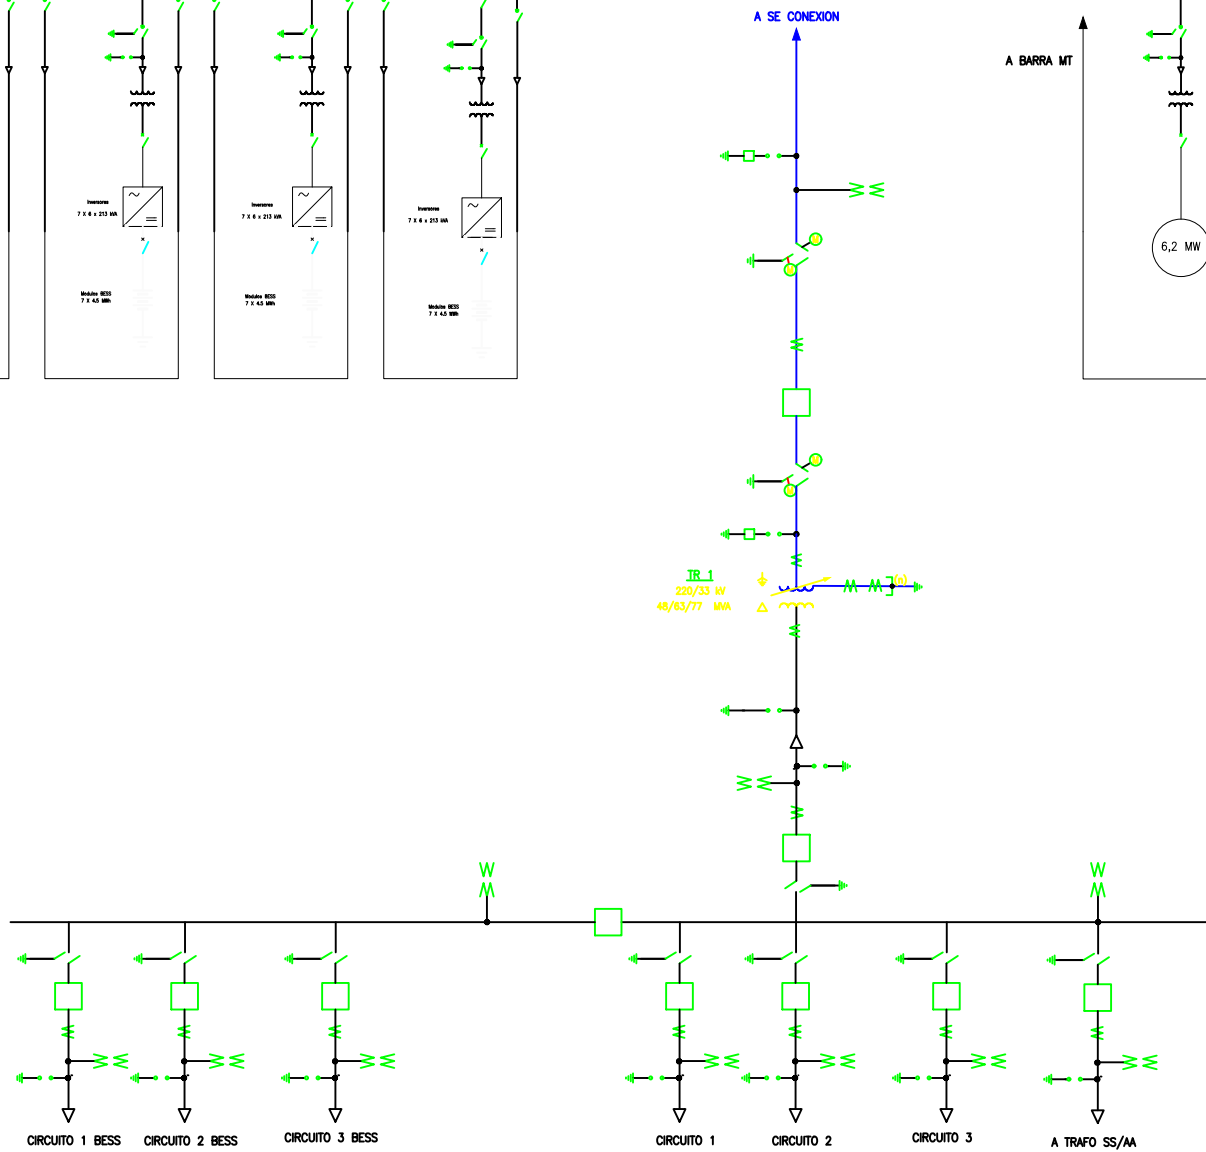 A SE CONEXION
A BARRA MT
Inversores
7 X 6 x 213 kVA
Inversores
7 X 6 x 213 kVA
Inversores
7 X 6 x 213 kVA
6,2 MW
Modulos BESS
7 X 4.5 MWh
Modulos BESS
7 X 4.5 MWh
Modulos BESS
7 X 4.5 MWh
TR 1
220/33 kV
48/63/77 MVA
(n)
CIRCUITO 1 BESS
CIRCUITO 2 BESS
CIRCUITO 3 BESS
CIRCUITO 1
CIRCUITO 2
CIRCUITO 3
A TRAFO SS/AA